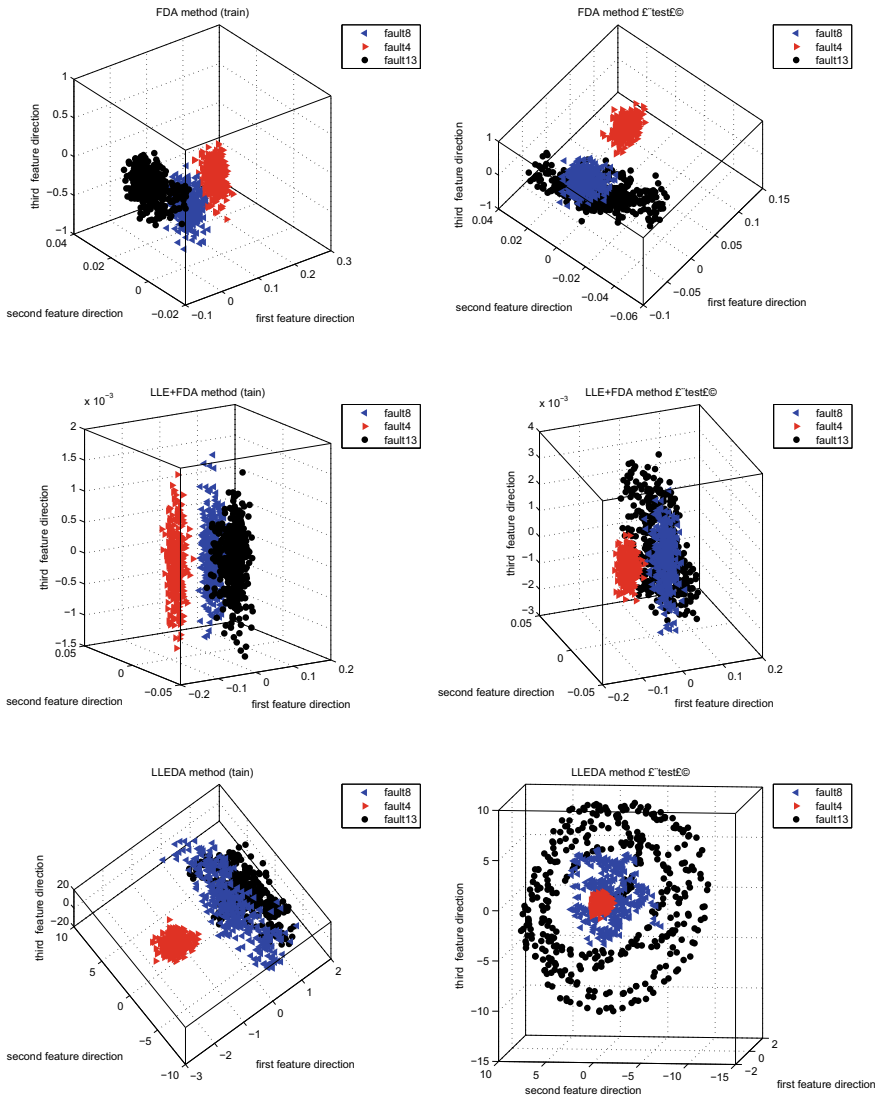 FDA method (train)
fault8
fault4
fault13
1
0.5
0
−0.5
−1
third feature direction
0.04
0.02
0
−0.02
second feature direction
−0.1
0
0.1
0.2
0.3
first feature direction
FDA method £¨test£©
fault8
fault4
fault13
1
0
−1
third feature direction
0.04
0.02
0
−0.02
−0.04
−0.06
second feature direction
−0.1
−0.05
0
0.05
0.1
0.15
first feature direction
LLE+FDA method (tain)
fault8
fault4
fault13
x 10−3
2
1.5
1
0.5
0
−0.5
−1
−1.5
third feature direction
0.05
0
−0.05
second feature direction
−0.2
−0.1
0
0.1
0.2
first feature direction
LLE+FDA method £¨test£©
fault8
fault4
fault13
x 10−3
4
3
2
1
0
−1
−2
−3
third feature direction
0.05
0
−0.05
second feature direction
−0.2
−0.1
0
0.1
0.2
first feature direction
LLEDA method (tain)
fault8
fault4
fault13
20
0
−20
third feature direction
10
5
0
−5
−10
second feature direction
−3
−2
−1
0
1
2
first feature direction
LLEDA method £¨test£©
fault8
fault4
fault13
10
5
0
−5
−10
−15
third feature direction
10
5
0
−5
−10
−15
second feature direction
−2
0
2
first feature direction